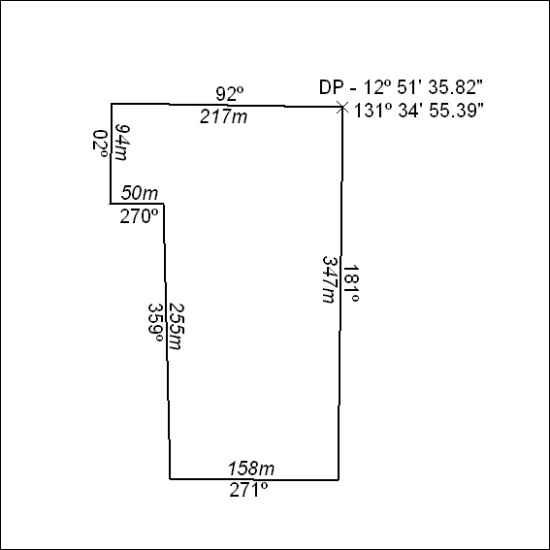 92º
217m
DP - 12º 51' 35.82"
131º 34' 55.39"
94m
02º
50m
270º
347m
181º
255m
359º
158m
271º